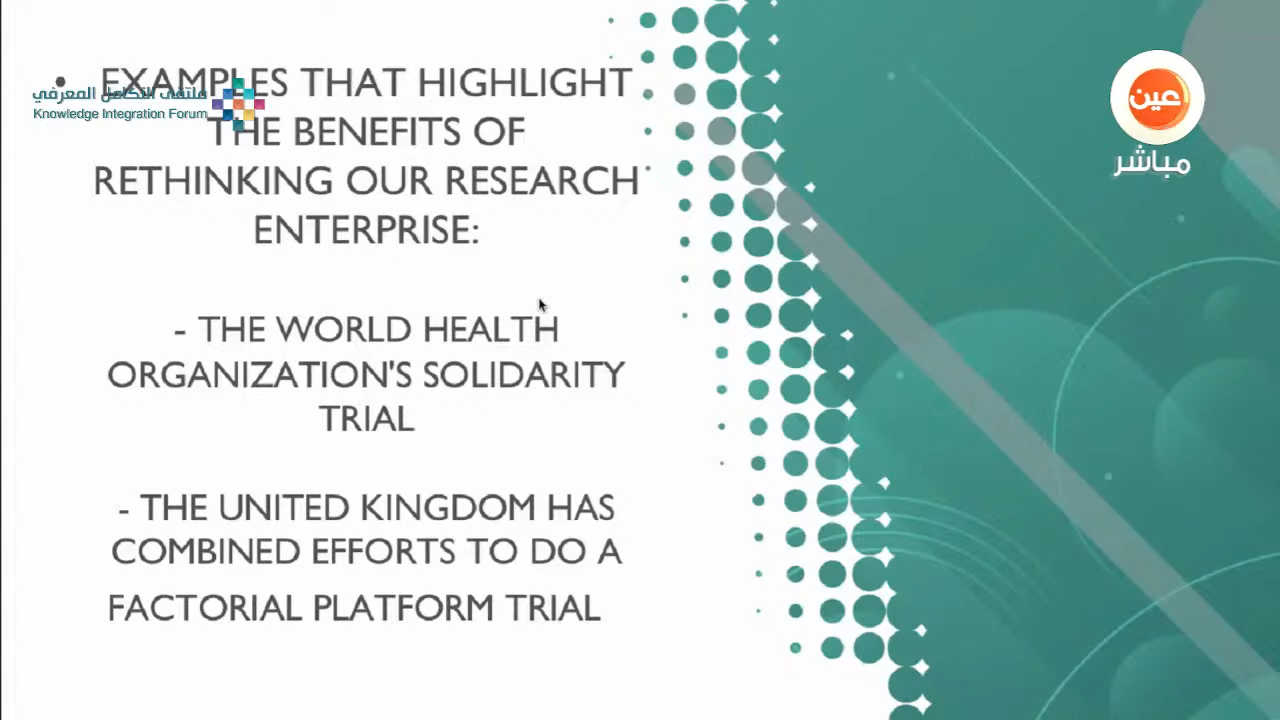 • EXAMPLES THAT HIGHLIGHT
THE BENEFITS OF
RETHINKING OUR RESEARCH
ENTERPRISE:
- THE WORLD HEALTH
ORGANIZATION'S SOLIDARITY
TRIAL
- THE UNITED KINGDOM HAS
COMBINED EFFORTS TO DO A
FACTORIAL PLATFORM TRIAL
ملتقى التكامل المعرفي
Knowledge Integration Forum
عين
مباشر